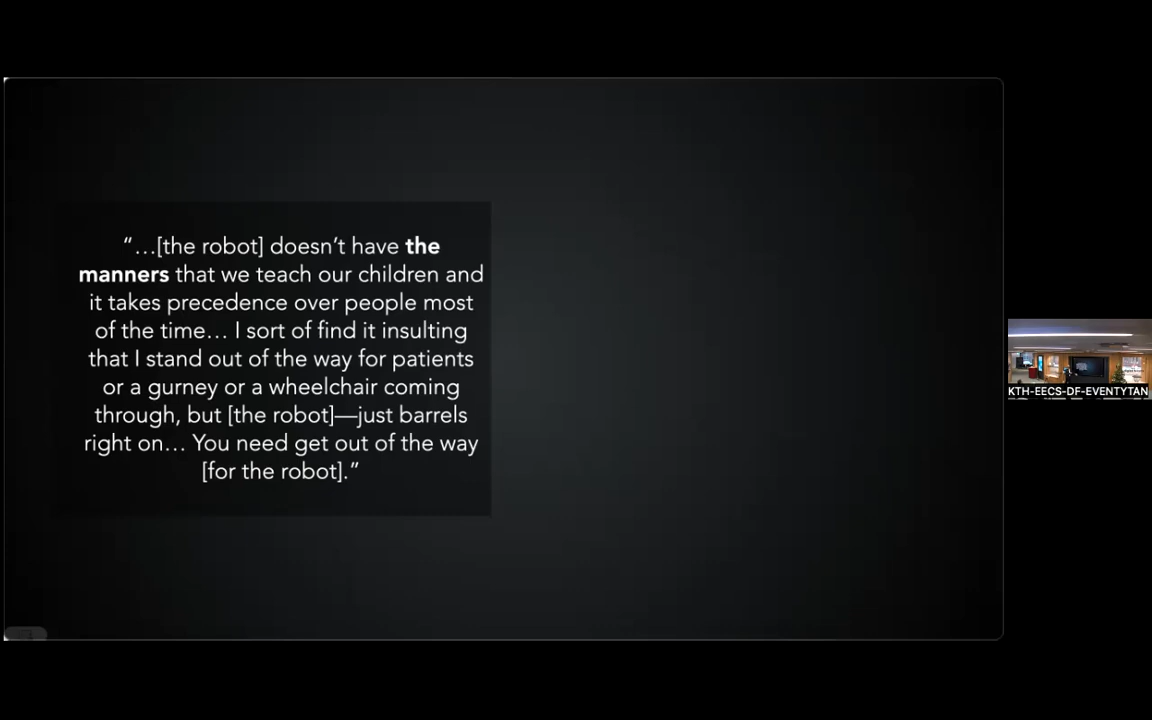 “…[the robot] doesn’t have the
manners that we teach our children and
it takes precedence over people most
of the time… I sort of find it insulting
that I stand out of the way for patients
or a gurney or a wheelchair coming
through, but [the robot]—just barrels
right on… You need get out of the way
[for the robot].”
KTH-EECS-DF-EVENTYTAN